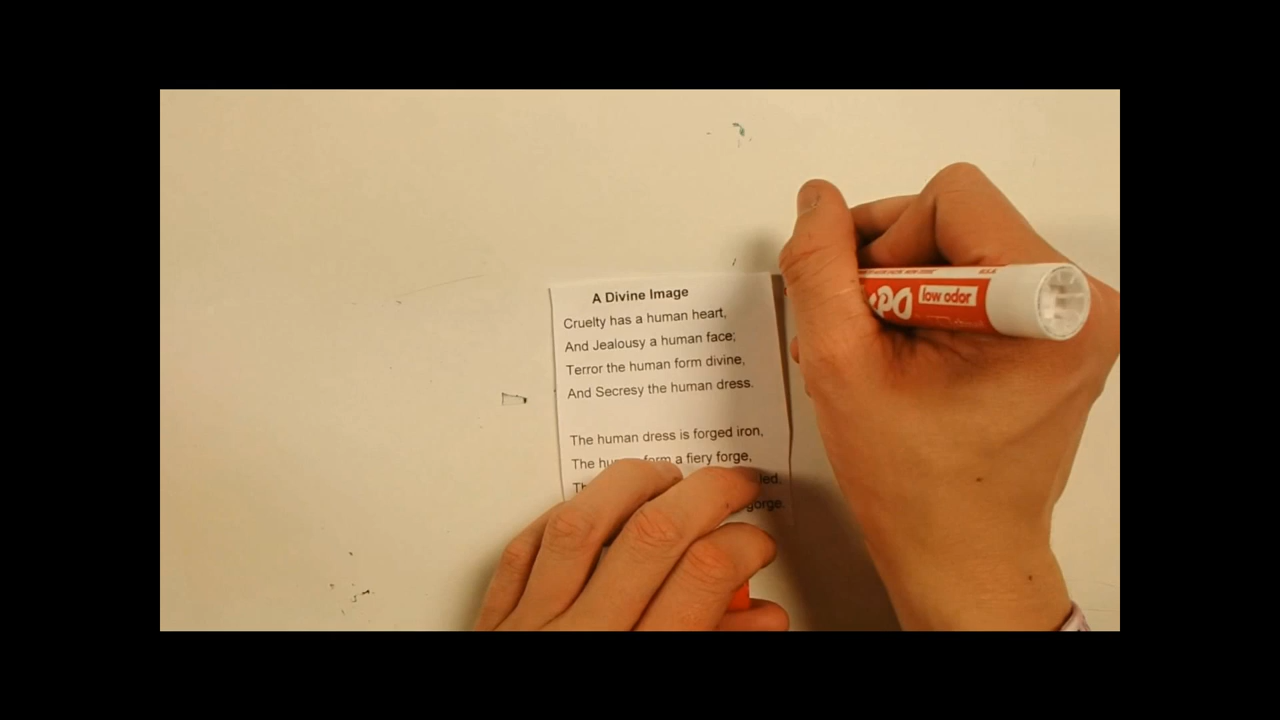 A Divine Image
Cruelty has a human heart,
And Jealousy a human face;
Terror the human form divine,
And Secresy the human dress.
The human dress is forged iron,
The form a fiery forge,
gorge.
low odor
U.S.A.